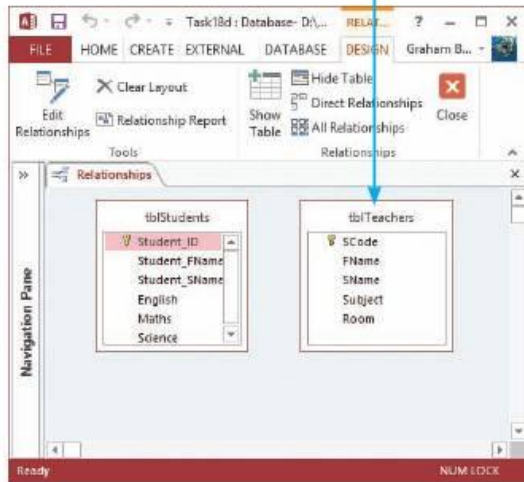 Task18d : Database- D:\... RELAT... ?
FILE HOME CREATE EXTERNAL DATABASE DESIGN Graham B...
Edit Relationships
Clear Layout
Relationship Report
Tools
Show Table
Hide Table
Direct Relationships
All Relationships
Relationships
Close
Relationships
Navigation Pane
tblStudents
Student_ID
Student_FName
Student_SName
English
Maths
Science
tblTeachers
SCode
FName
SName
Subject
Room
Ready NUM LOCK